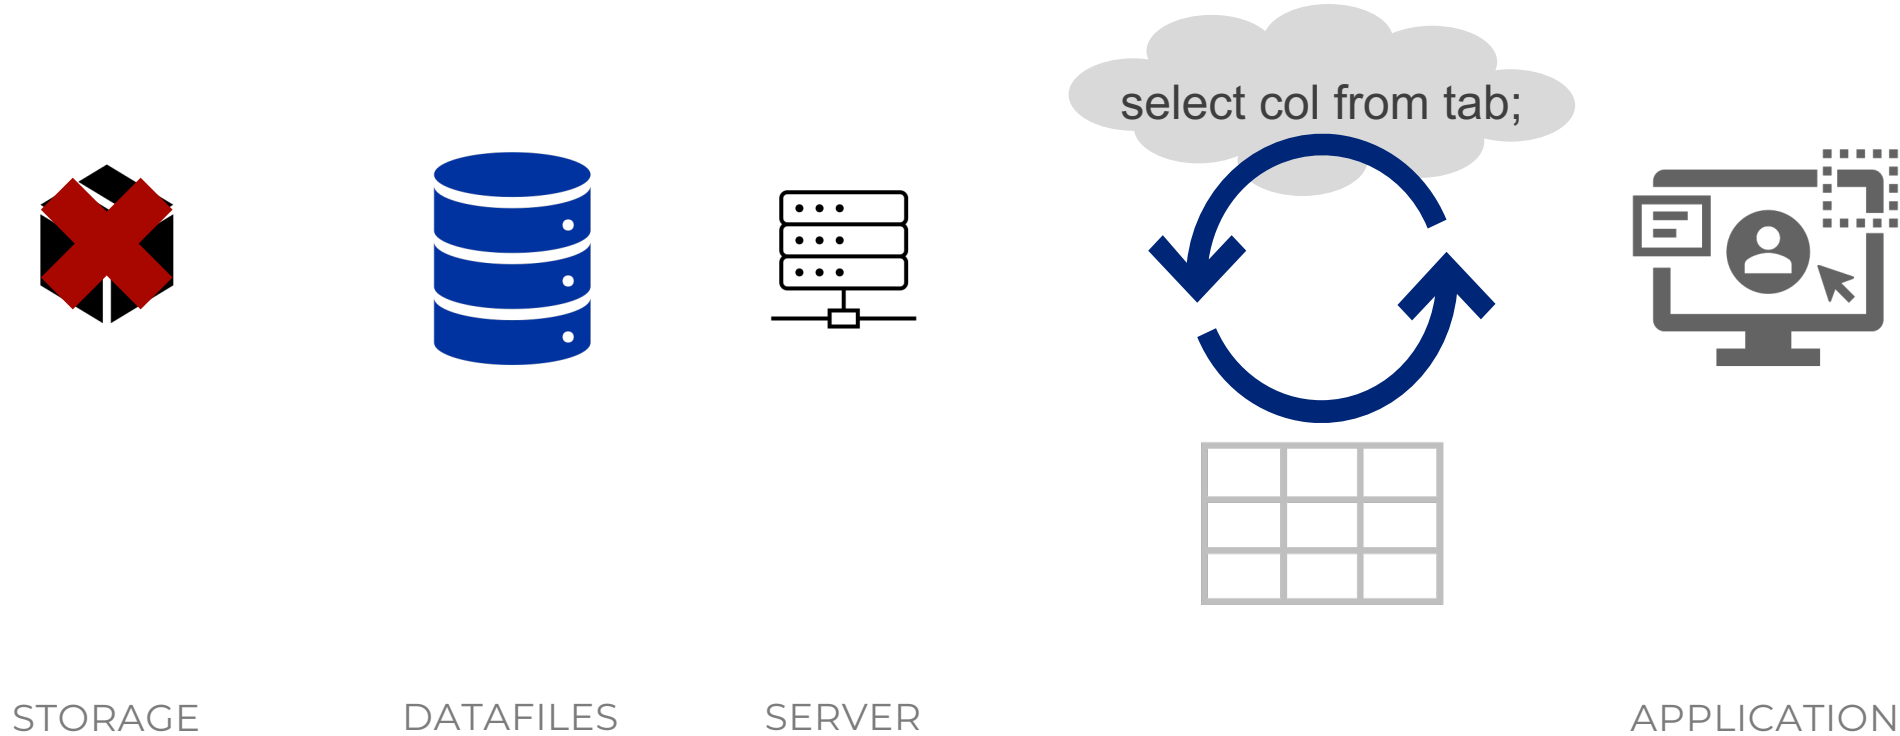 select col from tab;
STORAGE
DATAFILES
SERVER
APPLICATION